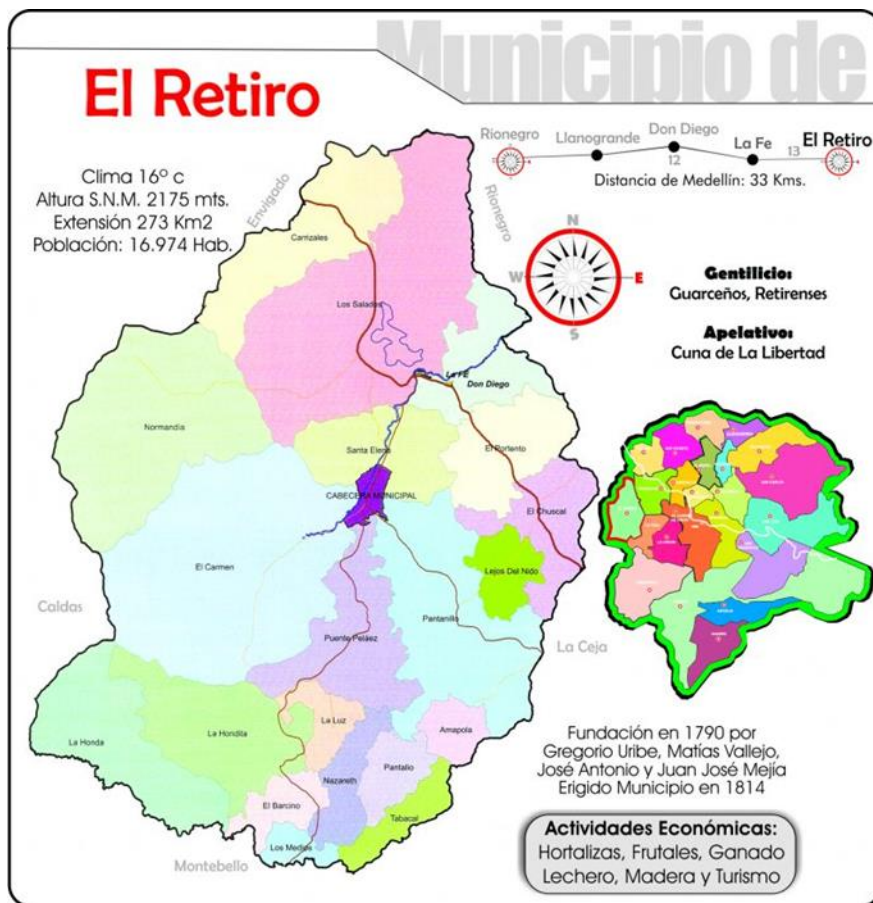 Municipio de
El Retiro
Clima 16º c
Altura S.N.M. 2175 mts.
Extensión 273 Km2
Población: 16.974 Hab.
Rionegro
Llanogrande
Don Diego
La Fe
El Retiro
12
13
Distancia de Medellín: 33 Kms.
Envigado
Rionegro
N
W
E
S
Gentilicio:
Guarceños, Retirenses
Apelativo:
Cuna de La Libertad
Carrizales
Los Salados
La FE
Don Diego
Normandia
Santa Elena
El Portento
CABECERA MUNICIPAL
El Chuscal
El Carmen
Lejos Del Nido
Caldas
Pantanillo
Puente Peláez
La Ceja
La Honda
La Hondita
La Luz
Amapola
Nazareth
Pantalio
El Barcino
Tabacal
Los Medios
Montebello
Fundación en 1790 por
Gregorio Uribe, Matías Vallejo,
José Antonio y Juan José Mejía
Erigido Municipio en 1814
Actividades Económicas:
Hortalizas, Frutales, Ganado
Lechero, Madera y Turismo